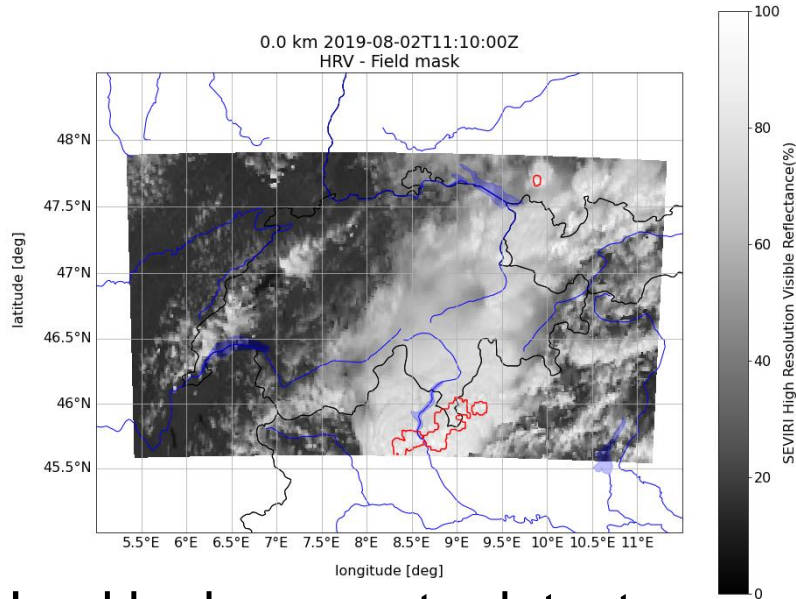 0.0 km 2019-08-02T11:10:00Z
HRV - Field mask
100
80
60
40
20
0
SEVIRI High Resolution Visible Reflectance(%)
48°N
47.5°N
47°N
46.5°N
46°N
45.5°N
latitude [deg]
5.5°E 6°E 6.5°E 7°E 7.5°E 8°E 8.5°E 9°E 9.5°E 10°E 10.5°E 11°E
longitude [deg]